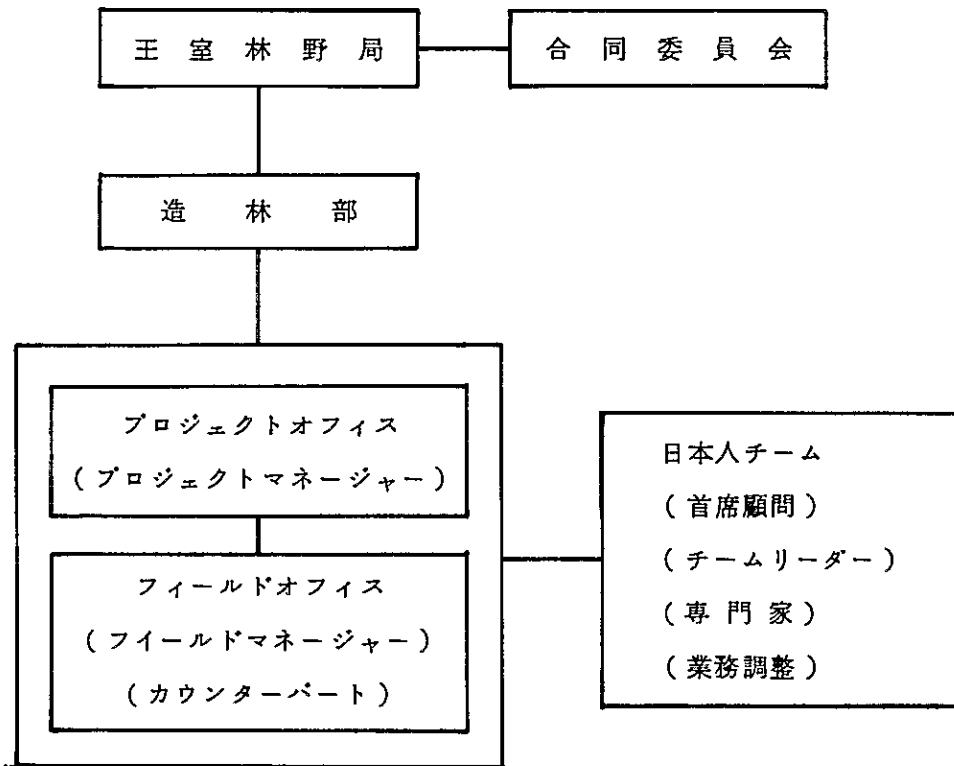 王室林野局
合同委員会
造林部
プロジェクトオフィス
(プロジェクトマネージャー)
フィールドオフィス
(フイールドマネージャー)
(カウンターパート)
日本人チーム
(首席顧問)
(チームリーダー)
(専門家)
(業務調整)